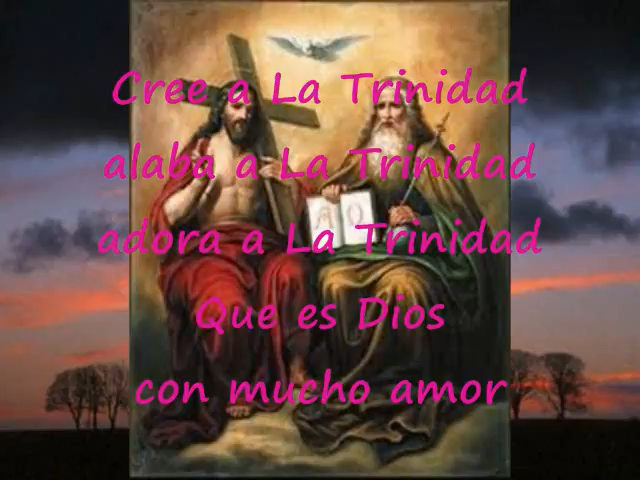 Cree a La Trinidad
alaba a La Trinidad
adora a La Trinidad
Que es Dios
con mucho amor